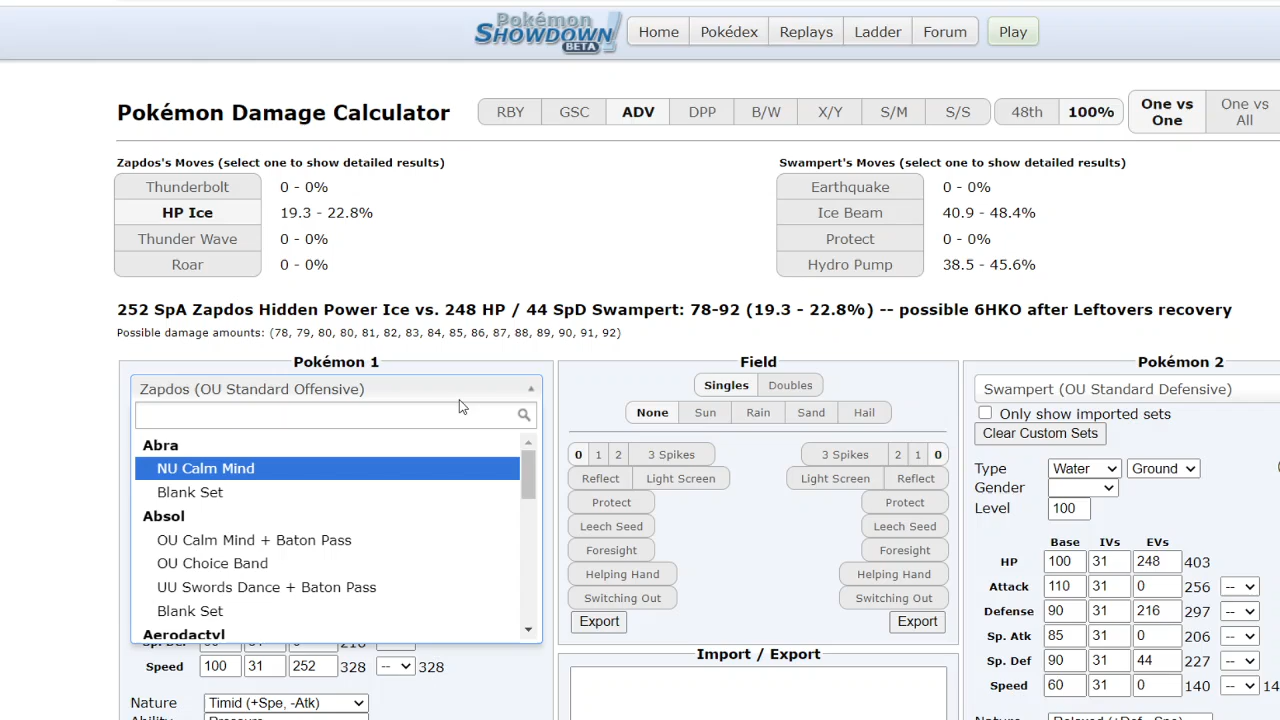 Pokémon SHOWDOWN! BETA Home Pokédex Replays Ladder Forum Play
Pokémon Damage Calculator RBY GSC ADV DPP B/W X/Y S/M S/S 48th 100% One vs One One vs All
Zapdos's Moves (select one to show detailed results) Swampert's Moves (select one to show detailed results)
Thunderbolt 0 - 0% Earthquake 0 - 0%
HP Ice 19.3 - 22.8% Ice Beam 40.9 - 48.4%
Thunder Wave 0 - 0% Protect 0 - 0%
Roar 0 - 0% Hydro Pump 38.5 - 45.6%
252 SpA Zapdos Hidden Power Ice vs. 248 HP / 44 SpD Swampert: 78-92 (19.3 - 22.8%) -- possible 6HKO after Leftovers recovery
Possible damage amounts: (78, 79, 80, 80, 81, 82, 83, 84, 85, 86, 87, 88, 89, 90, 91, 92)
Pokémon 1
Zapdos (OU Standard Offensive)
Abra
NU Calm Mind
Blank Set
Absol
OU Calm Mind + Baton Pass
OU Choice Band
UU Swords Dance + Baton Pass
Blank Set
Aerodactyl
Speed 100 31 252 328 -- 328
Nature Timid (+Spe, -Atk)
Field
Singles Doubles
None Sun Rain Sand Hail
0 1 2 3 Spikes 3 Spikes 2 1 0
Reflect Light Screen Light Screen Reflect
Protect Protect
Leech Seed Leech Seed
Foresight Foresight
Helping Hand Helping Hand
Switching Out Switching Out
Export Export
Import / Export
Pokémon 2
Swampert (OU Standard Defensive)
Only show imported sets
Clear Custom Sets
Type Water Ground
Gender
Level 100
Base IVs EVs
HP 100 31 248 403
Attack 110 31 0 256 --
Defense 90 31 216 297 --
Sp. Atk 85 31 0 206 --
Sp. Def 90 31 44 227 --
Speed 60 31 0 140 --